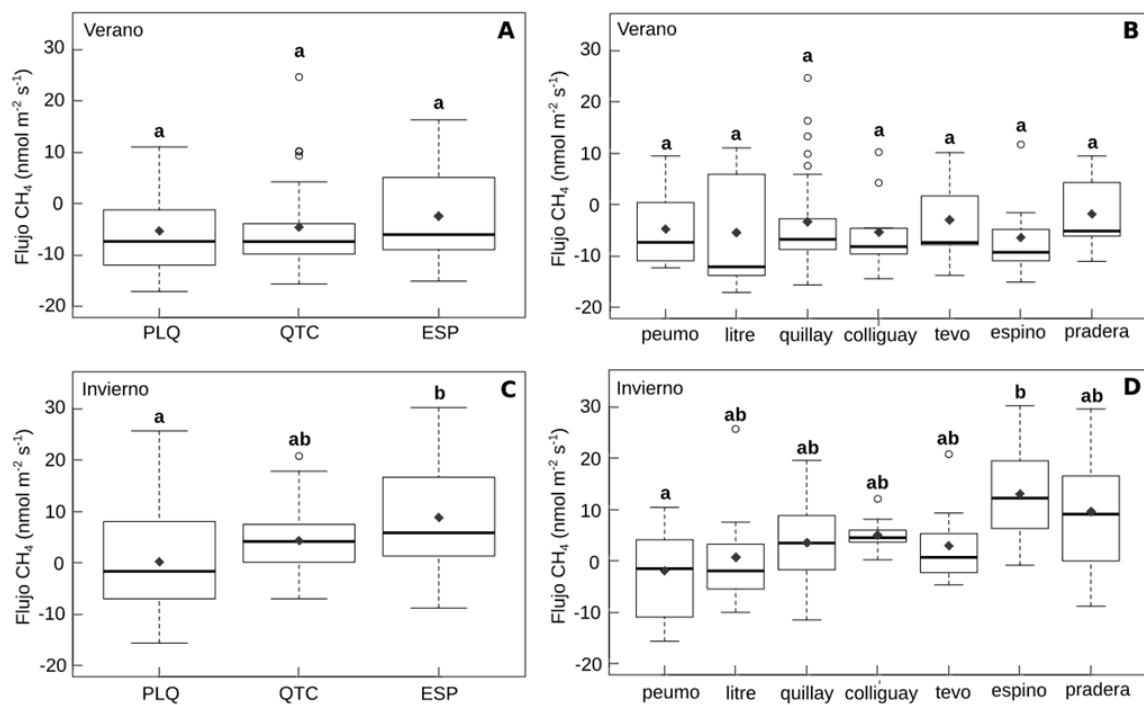 Verano
A
a
a
a
Flujo CH₄ (nmol m⁻² s⁻¹)
30
20
10
0
-10
-20
PLQ QTC ESP
Verano
B
a a a a a a a
Flujo CH₄ (nmol m⁻² s⁻¹)
30
20
10
0
-10
-20
peumo litre quillay colliguay tevo espino pradera
Invierno
C
a ab b
Flujo CH₄ (nmol m⁻² s⁻¹)
30
20
10
0
-10
-20
PLQ QTC ESP
Invierno
D
a ab ab ab ab b ab
Flujo CH₄ (nmol m⁻² s⁻¹)
30
20
10
0
-10
-20
peumo litre quillay colliguay tevo espino pradera